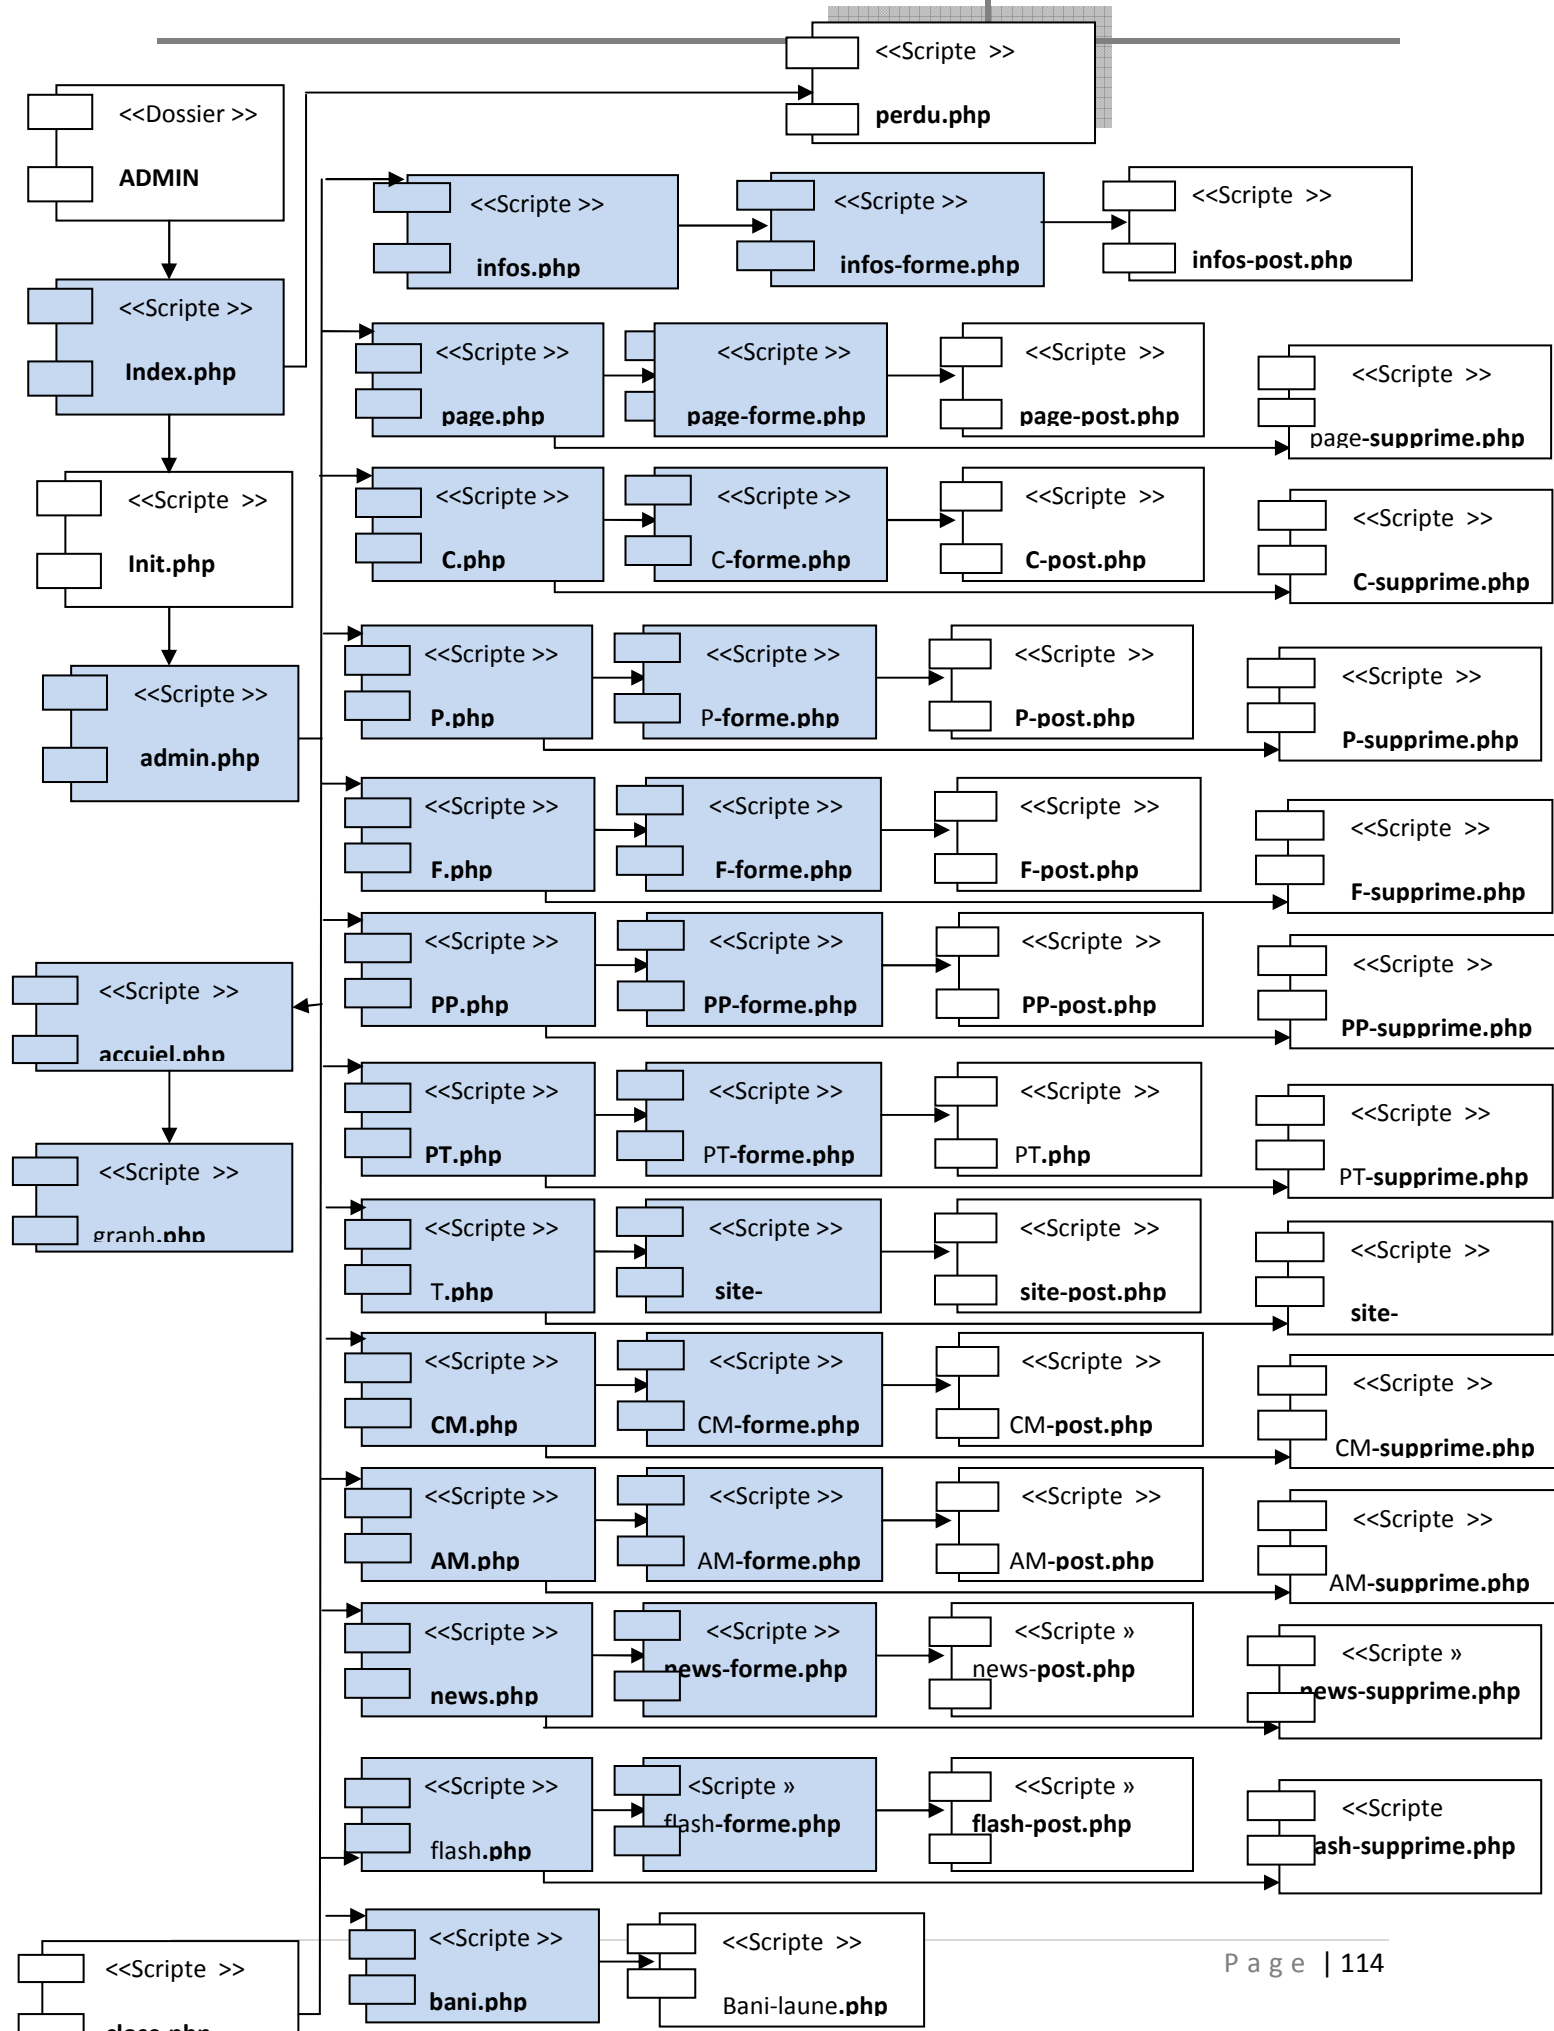 <<Scripte >>
perdu.php
<<Dossier >>
ADMIN
<<Scripte >>
infos.php
<<Scripte >>
infos-forme.php
<<Scripte >>
infos-post.php
<<Scripte >>
Index.php
<<Scripte >>
page.php
<<Scripte >>
page-forme.php
<<Scripte >>
page-post.php
<<Scripte >>
page-supprime.php
<<Scripte >>
Init.php
<<Scripte >>
C.php
<<Scripte >>
C-forme.php
<<Scripte >>
C-post.php
<<Scripte >>
C-supprime.php
<<Scripte >>
admin.php
<<Scripte >>
P.php
<<Scripte >>
P-forme.php
<<Scripte >>
P-post.php
<<Scripte >>
P-supprime.php
<<Scripte >>
F.php
<<Scripte >>
F-forme.php
<<Scripte >>
F-post.php
<<Scripte >>
F-supprime.php
<<Scripte >>
accuiel.php
<<Scripte >>
PP.php
<<Scripte >>
PP-forme.php
<<Scripte >>
PP-post.php
<<Scripte >>
PP-supprime.php
<<Scripte >>
graph.php
<<Scripte >>
PT.php
<<Scripte >>
PT-forme.php
<<Scripte >>
PT.php
<<Scripte >>
PT-supprime.php
<<Scripte >>
T.php
<<Scripte >>
site-
<<Scripte >>
site-post.php
<<Scripte >>
site-
<<Scripte >>
CM.php
<<Scripte >>
CM-forme.php
<<Scripte >>
CM-post.php
<<Scripte >>
CM-supprime.php
<<Scripte >>
AM.php
<<Scripte >>
AM-forme.php
<<Scripte >>
AM-post.php
<<Scripte >>
AM-supprime.php
<<Scripte >>
news.php
<<Scripte >>
news-forme.php
<<Scripte »
news-post.php
<<Scripte »
news-supprime.php
<<Scripte >>
flash.php
<Scripte »
flash-forme.php
<<Scripte »
flash-post.php
<<Scripte
ash-supprime.php
<<Scripte >>
bani.php
<<Scripte >>
Bani-laune.php
<<Scripte >>
Page | 114